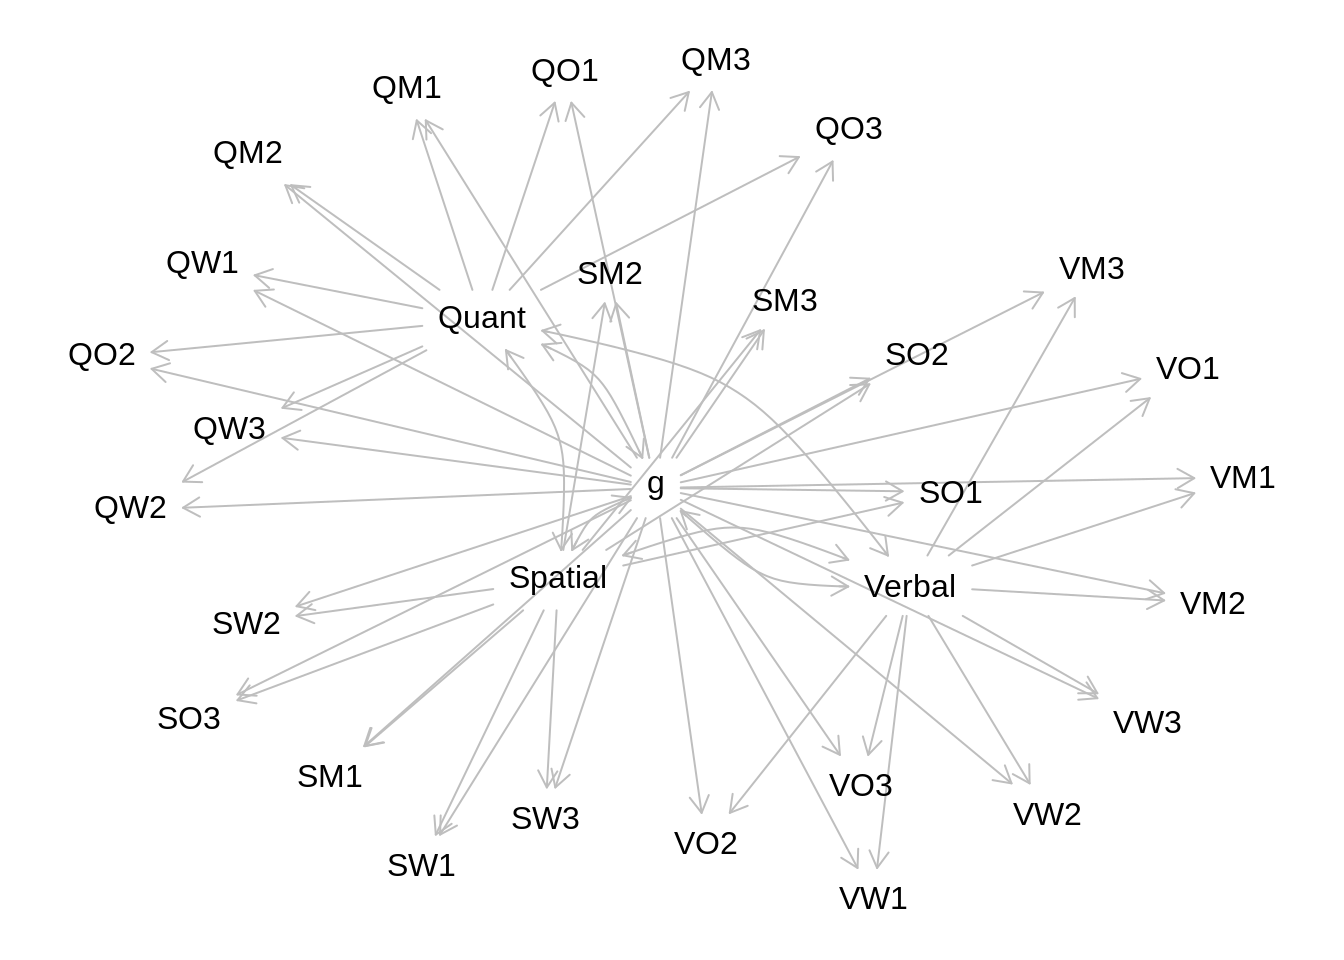 QM3
QO1
QM1
QO3
QM2
QW1
VM3
SM2
SM3
Quant
QO2
SO2
VO1
QW3
VM1
g
SO1
QW2
Spatial
Verbal
VM2
SW2
SO3
VW3
SM1
VO3
VW2
SW3
VO2
SW1
VW1